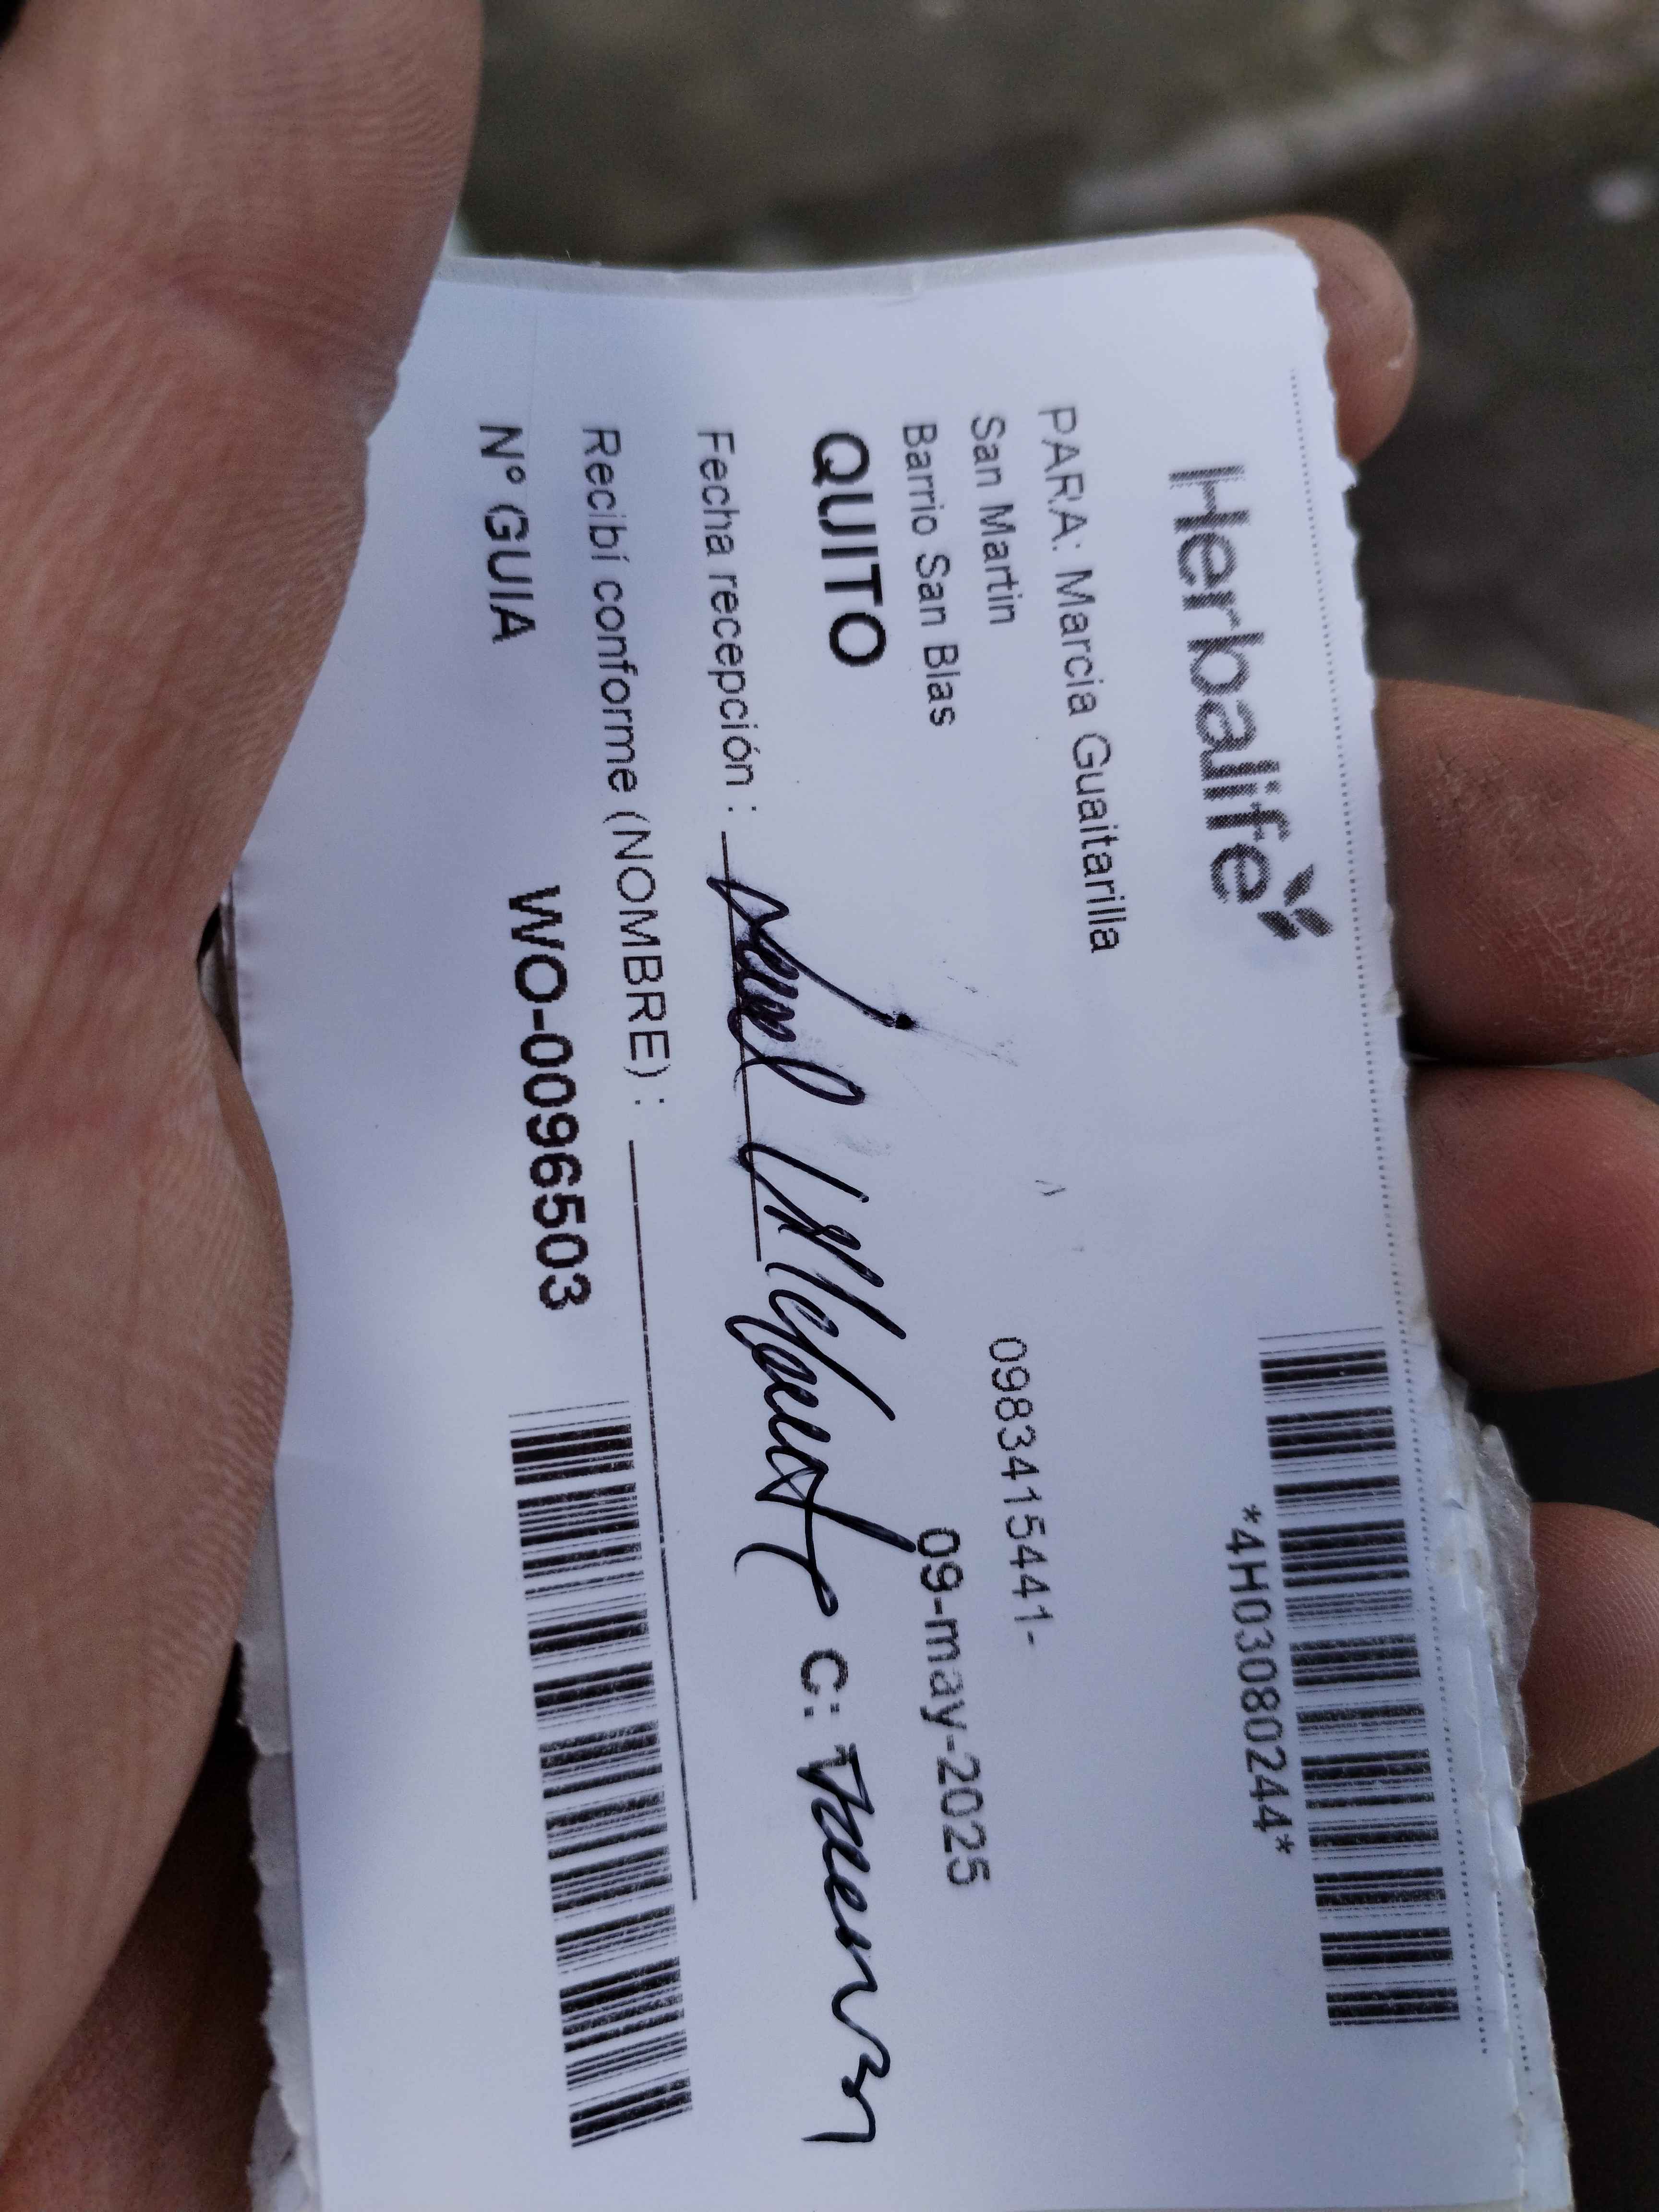 Herbalife
*4H03080244*
PARA: Marcia Guaitarilla
San Martin
0983415441-
Barrio San Blas
QUITO
09-may-2025
Fecha recepción :
C:
Recibí conforme (NOMBRE) :
N° GUIA
WO-0096503